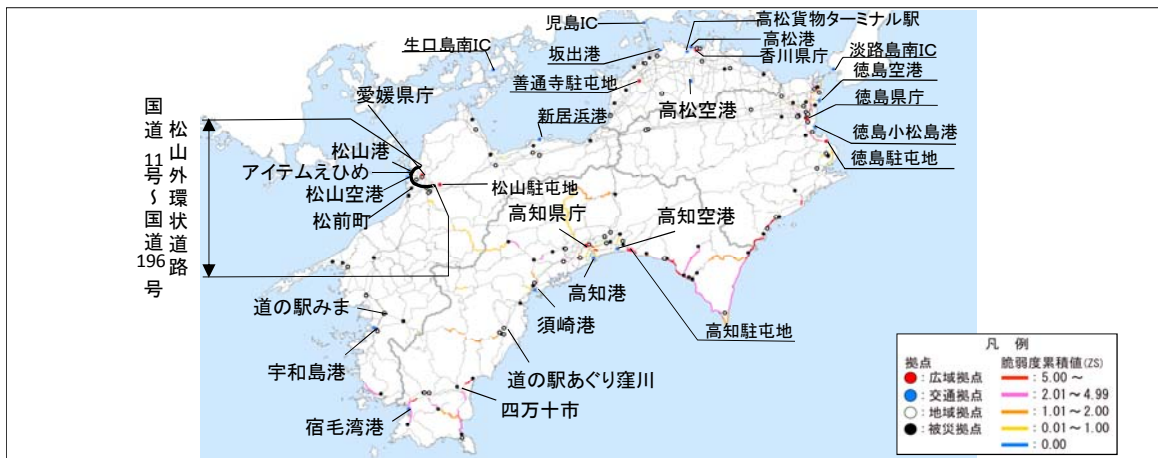 児島IC
高松貨物ターミナル駅
高松港
香川県庁
生口島南IC
坂出港
淡路島南IC
善通寺駐屯地
徳島空港
愛媛県庁
高松空港
徳島県庁
新居浜港
徳島小松島港
徳島駐屯地
松山外環状道路
国道11号～国道196号
松山港
アイテムえひめ
松山空港
松前町
松山駐屯地
高知県庁
高知空港
高知港
道の駅みま
須崎港
高知駐屯地
宇和島港
道の駅あぐり窪川
四万十市
宿毛湾港
凡 例
拠点
脆弱度累積値(ZS)
：広域拠点
：5.00～
：交通拠点
：2.01～4.99
：地域拠点
：1.01～2.00
：被災拠点
：0.01～1.00
：0.00